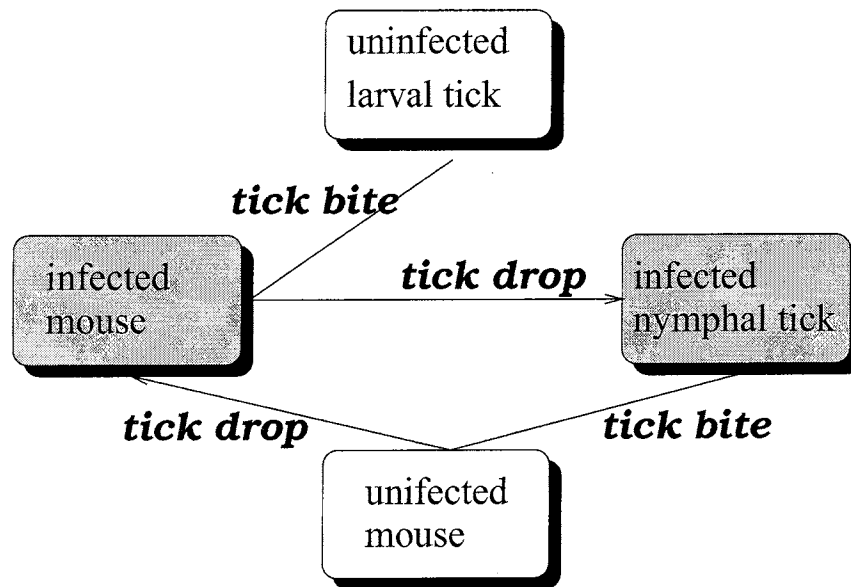 uninfected
larval tick
tick bite
infected
mouse
tick drop
infected
nymphal tick
tick drop
tick bite
unifected
mouse